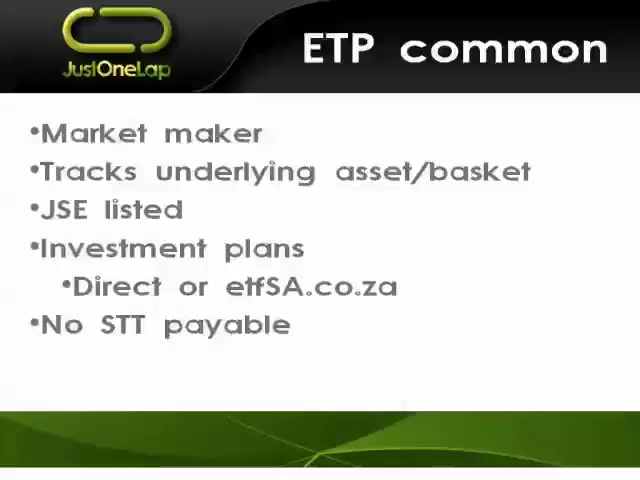 JustOneLap
ETP common
•Market maker
•Tracks underlying asset/basket
•JSE listed
•Investment plans
•Direct or etfSA.co.za
•No STT payable